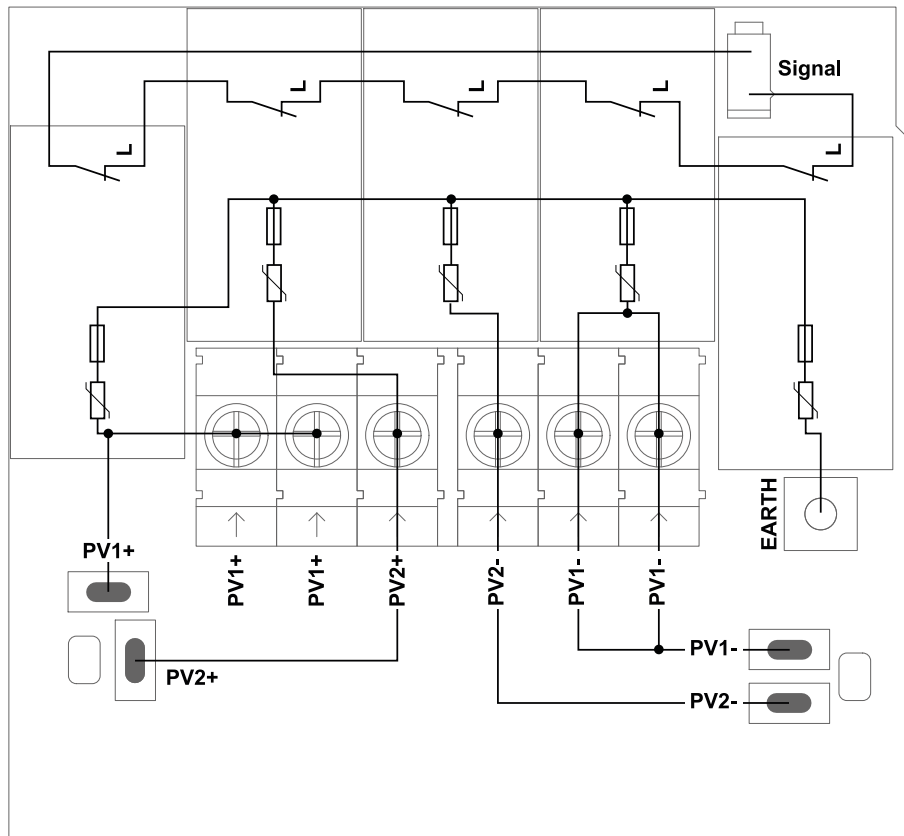 Signal
L
L
L
L
L
EARTH
PV1+
PV1+
PV1+
PV2+
PV2-
PV1-
PV1-
PV2+
PV1-
PV2-